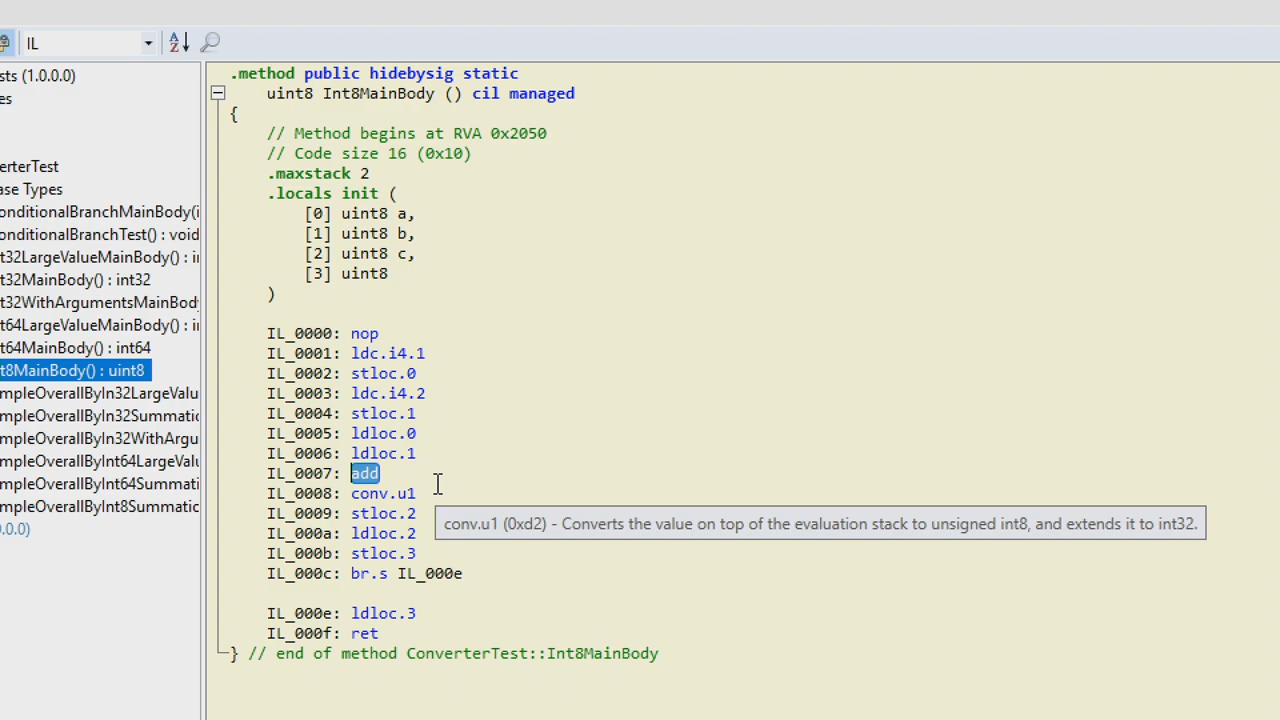 IL
sts (1.0.0.0)
es
erterTest
ase Types
onditionalBranchMainBody(i
onditionalBranchTest() : void
t32LargeValueMainBody() : i
t32MainBody() : int32
t32WithArgumentsMainBody
t64LargeValueMainBody() : i
t64MainBody() : int64
t8MainBody() : uint8
mpleOverallByIn32LargeValu
mpleOverallByIn32Summatic
mpleOverallByIn32WithArgu
mpleOverallByInt64LargeVal
mpleOverallByInt64Summati
mpleOverallByInt8Summatic
0.0.0)
.method public hidebysig static
uint8 Int8MainBody () cil managed
{
// Method begins at RVA 0x2050
// Code size 16 (0x10)
.maxstack 2
.locals init (
[0] uint8 a,
[1] uint8 b,
[2] uint8 c,
[3] uint8
)
IL_0000: nop
IL_0001: ldc.i4.1
IL_0002: stloc.0
IL_0003: ldc.i4.2
IL_0004: stloc.1
IL_0005: ldloc.0
IL_0006: ldloc.1
IL_0007: add
IL_0008: conv.u1
IL_0009: stloc.2
conv.u1 (0xd2) - Converts the value on top of the evaluation stack to unsigned int8, and extends it to int32.
IL_000a: ldloc.2
IL_000b: stloc.3
IL_000c: br.s IL_000e
IL_000e: ldloc.3
IL_000f: ret
} // end of method ConverterTest::Int8MainBody